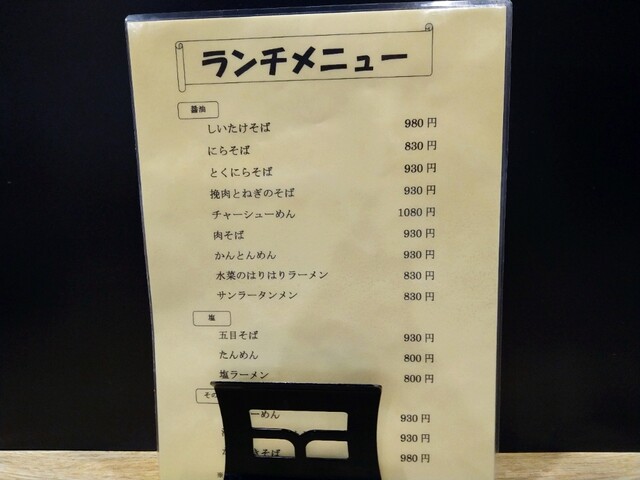 ランチメニュー
醤油
しいたけそば 980円
にらそば 830円
とくにらそば 930円
挽肉とねぎのそば 930円
チャーシューめん 1080円
肉そば 930円
かんとんめん 930円
水菜のはりはりラーメン 830円
サンラータンメン 830円
塩
五目そば 930円
たんめん 800円
塩ラーメン 800円
その
ーめん 930円
930円
そば 980円